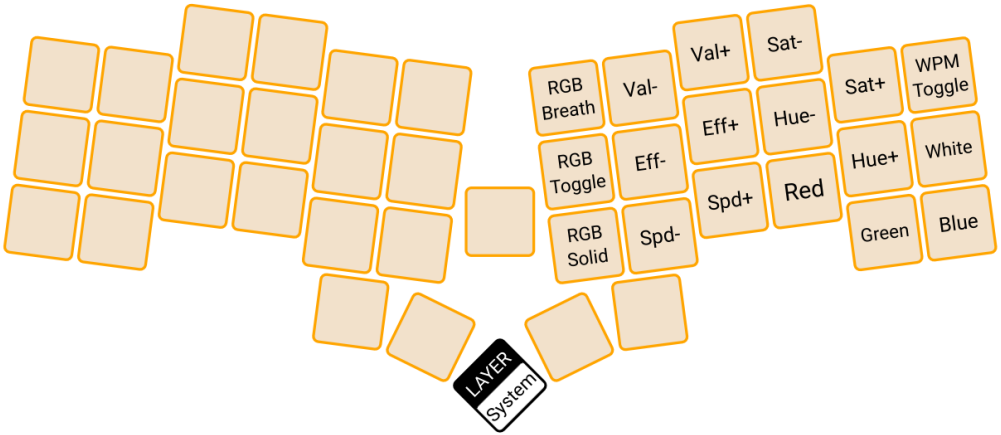 RGB
Breath
Val-
Val+
Sat-
Sat+
WPM
Toggle
RGB
Toggle
Eff-
Eff+
Hue-
Hue+
White
RGB
Solid
Spd-
Spd+
Red
Green
Blue
LAYER
System